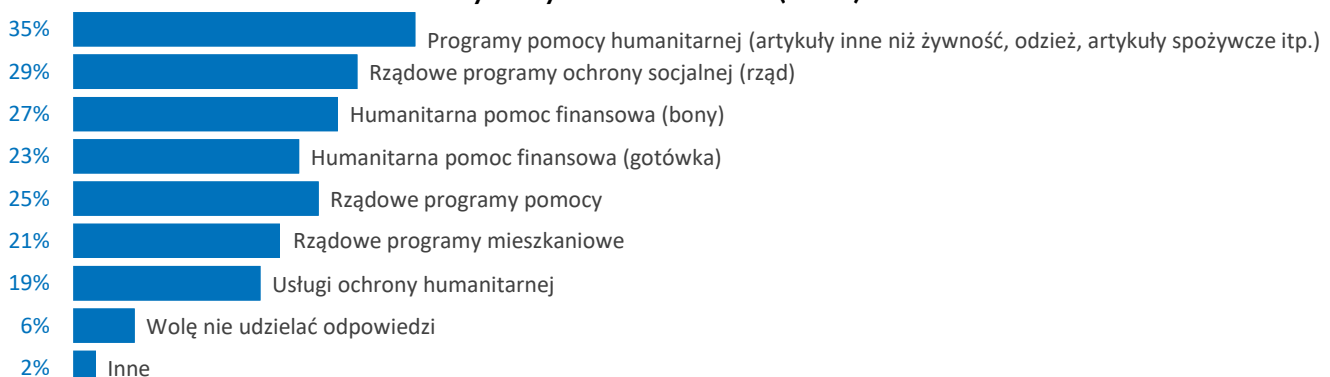 35% Programy pomocy humanitarnej (artykuły inne niż żywność, odzież, artykuły spożywcze itp.)
29% Rządowe programy ochrony socjalnej (rząd)
27% Humanitarna pomoc finansowa (bony)
23% Humanitarna pomoc finansowa (gotówka)
25% Rządowe programy pomocy
21% Rządowe programy mieszkaniowe
19% Usługi ochrony humanitarnej
6% Wolę nie udzielać odpowiedzi
2% Inne